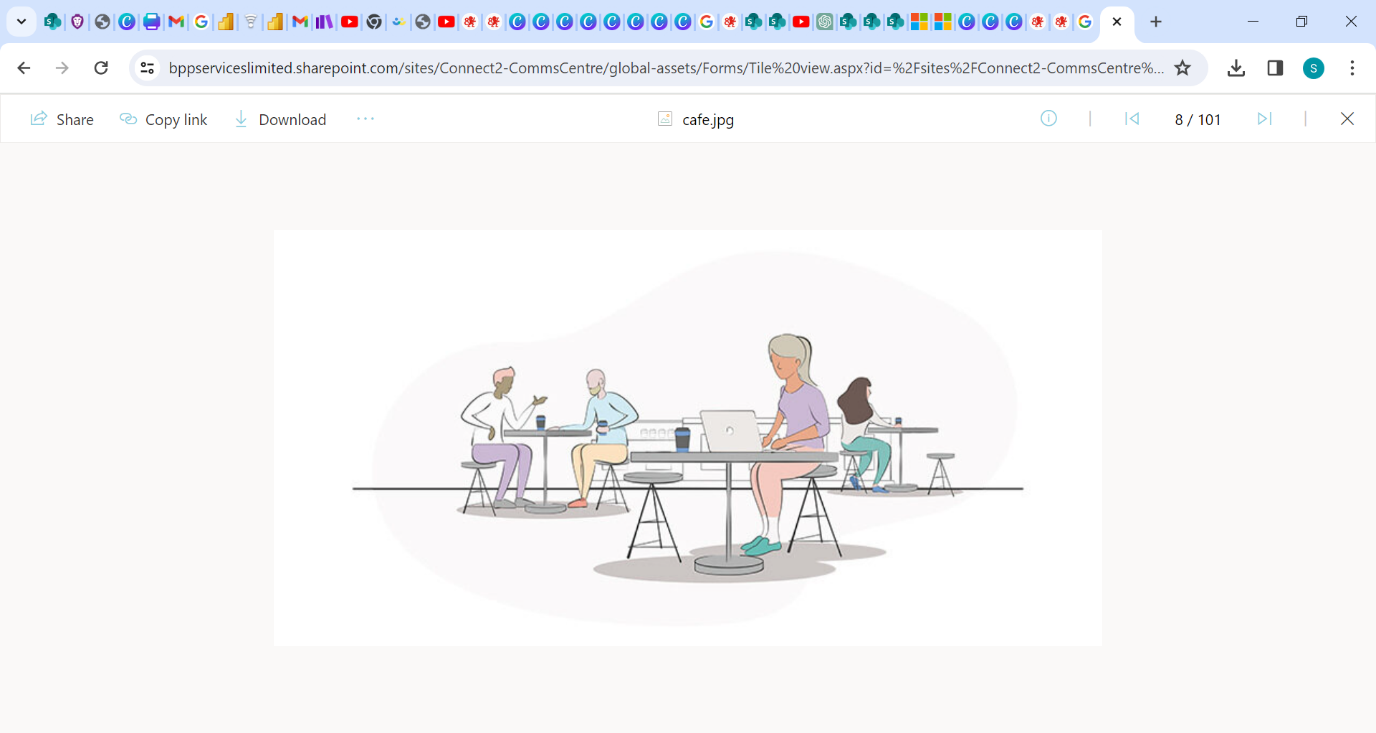 bppserviceslimited.sharepoint.com/sites/Connect2-CommsCentre/global-assets/Forms/Tile%20view.aspx?id=%2Fsites%2FConnect2-CommsCentre%...
S
Share Copy link Download ... cafe.jpg 8 / 101